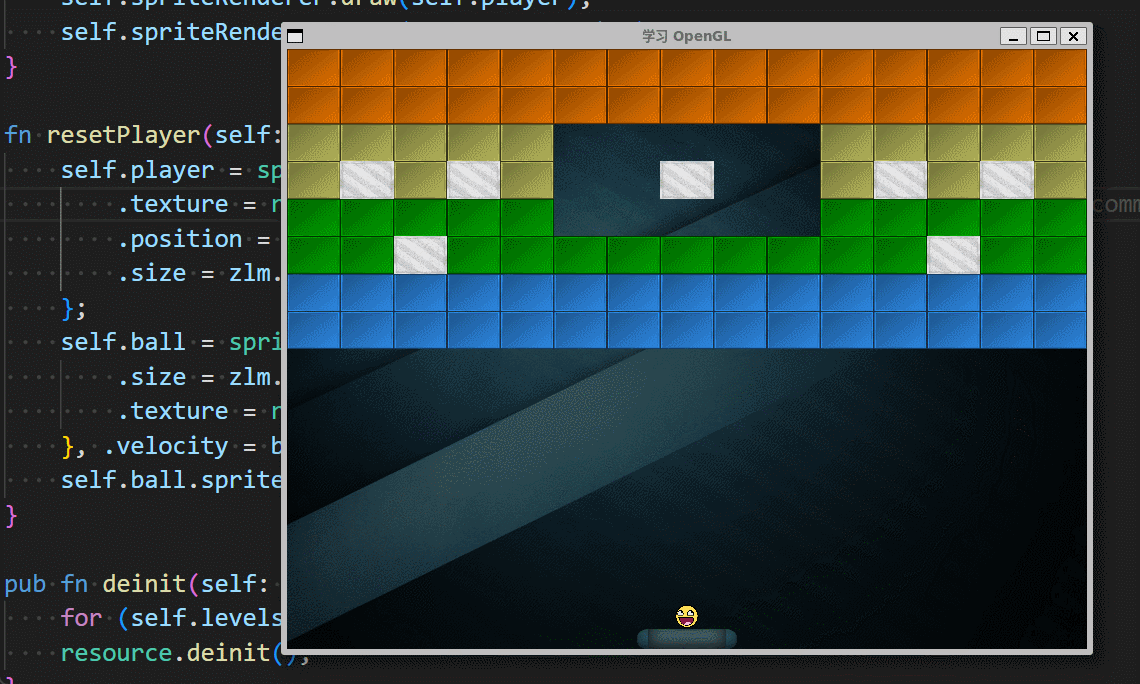 self.spriteRenderer.draw(self.player);
self.spriteRende
}
学习 OpenGL
fn resetPlayer(self:
self.player = sp
.texture = r
.position =
.size = zlm.
};
self.ball = spri
.size = zlm.
.texture = r
}, .velocity = b
self.ball.sprite
}
pub fn deinit(self:
for (self.levels
resource.deinit();
comm